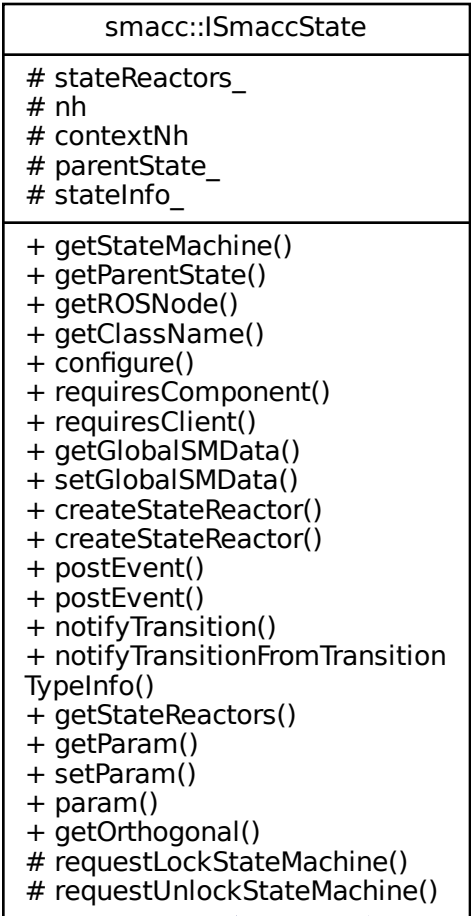 smacc::ISmaccState
# stateReactors_
# nh
# contextNh
# parentState_
# stateInfo_
+ getStateMachine()
+ getParentState()
+ getROSNode()
+ getClassName()
+ configure()
+ requiresComponent()
+ requiresClient()
+ getGlobalSMData()
+ setGlobalSMData()
+ createStateReactor()
+ createStateReactor()
+ postEvent()
+ postEvent()
+ notifyTransition()
+ notifyTransitionFromTransition
TypeInfo()
+ getStateReactors()
+ getParam()
+ setParam()
+ param()
+ getOrthogonal()
# requestLockStateMachine()
# requestUnlockStateMachine()